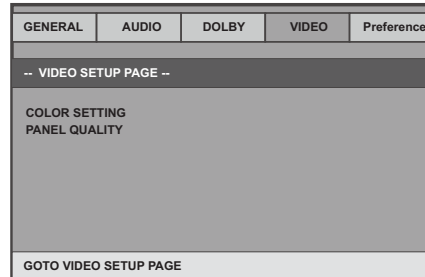 GENERAL AUDIO DOLBY VIDEO Preference
-- VIDEO SETUP PAGE --
COLOR SETTING
PANEL QUALITY
GOTO VIDEO SETUP PAGE